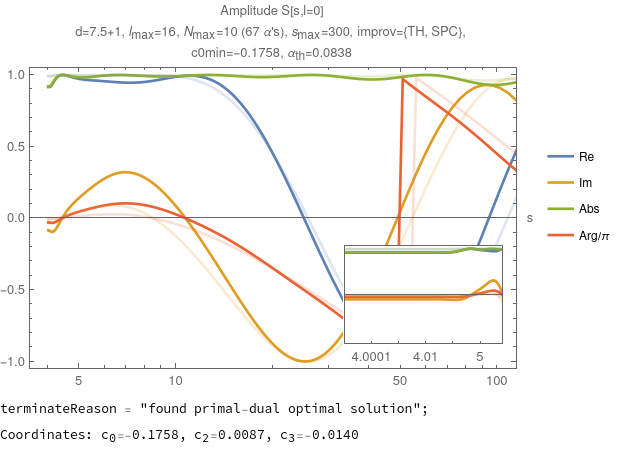 Amplitude S[s,l=0]
d=7.5+1, lmax=16, Nmax=10 (67 α's), smax=300, improv={TH, SPC},
c0min=−0.1758, αth=0.0838
1.0
0.5
0.0
−0.5
−1.0
5
10
50
100
s
4.0001
4.01
5
Re
Im
Abs
Arg/π
terminateReason = "found primal-dual optimal solution";
Coordinates: c0=-0.1758, c2=0.0087, c3=-0.0140